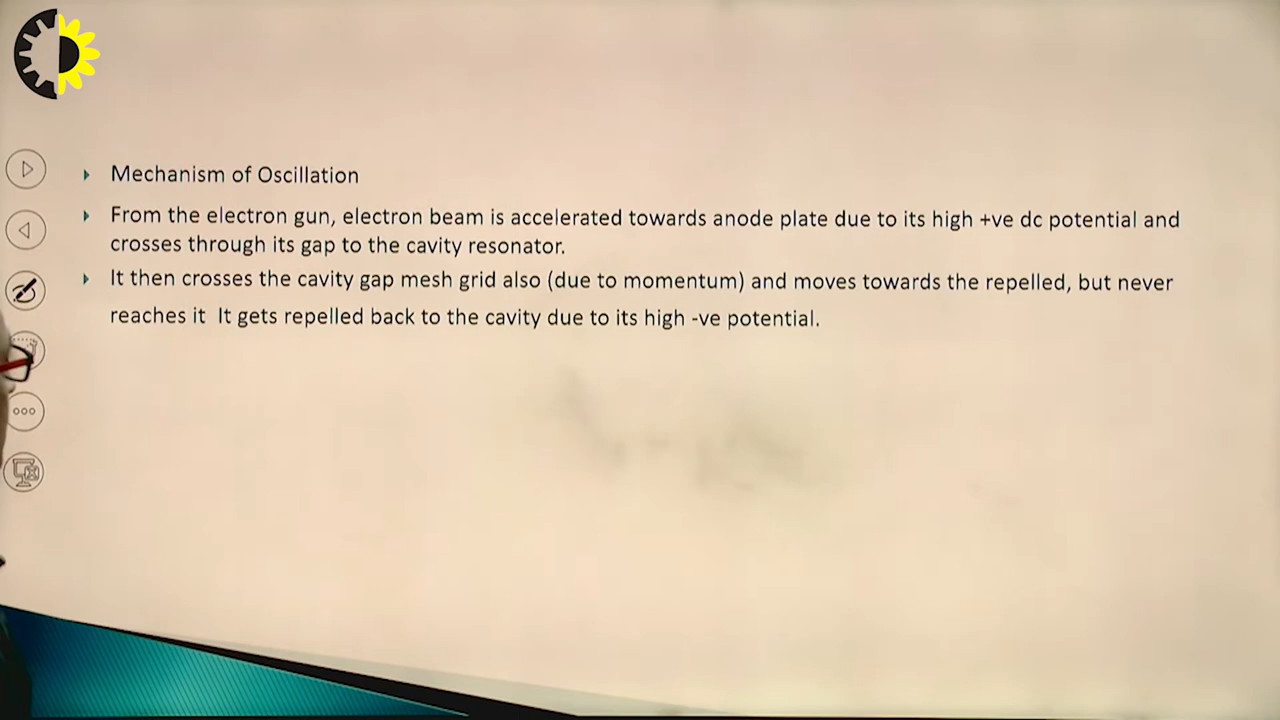 Mechanism of Oscillation
From the electron gun, electron beam is accelerated towards anode plate due to its high +ve dc potential and
crosses through its gap to the cavity resonator.
It then crosses the cavity gap mesh grid also (due to momentum) and moves towards the repelled, but never
reaches it It gets repelled back to the cavity due to its high -ve potential.